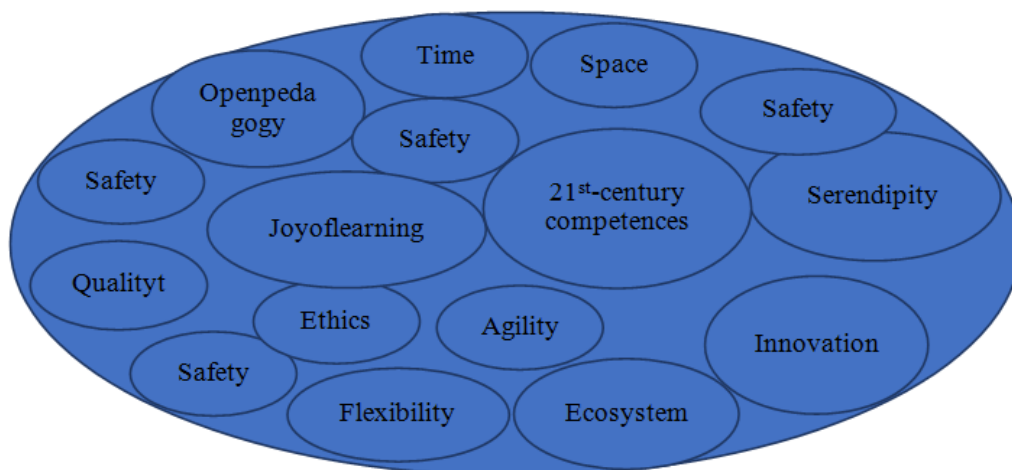 Time
Space
Openpeda
gogy
Safety
Safety
Safety
21st-century
competences
Serendipity
Joyoflearning
Qualityt
Ethics
Agility
Innovation
Safety
Flexibility
Ecosystem